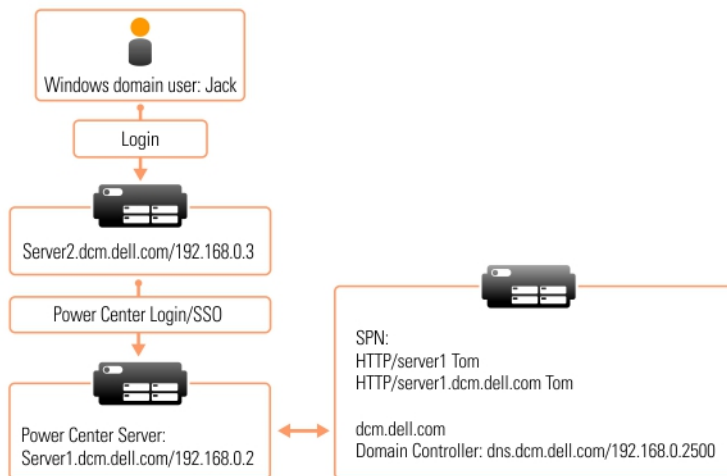 Windows domain user: Jack
Login
Server2.dcm.dell.com/192.168.0.3
Power Center Login/SSO
Power Center Server:
Server1.dcm.dell.com/192.168.0.2
SPN:
HTTP/server1 Tom
HTTP/server1.dcm.dell.com Tom
dcm.dell.com
Domain Controller: dns.dcm.dell.com/192.168.0.2500